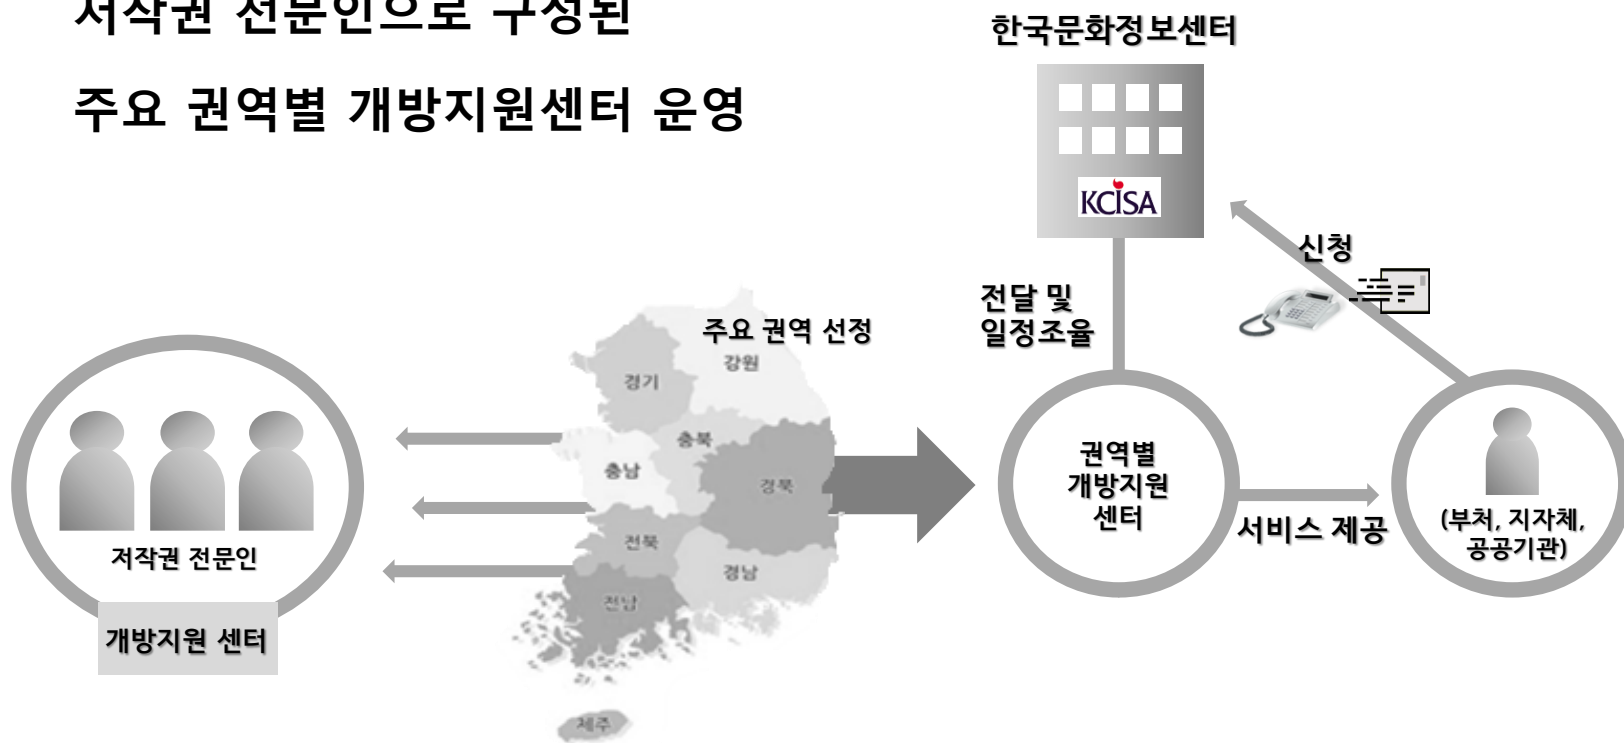 저작권 전문인으로 구성된
주요 권역별 개방지원센터 운영
한국문화정보센터
KCISA
신청
전달 및
일정조율
주요 권역 선정
강원
경기
충북
충남
경북
전북
경남
전남
제주
저작권 전문인
개방지원 센터
권역별
개방지원
센터
서비스 제공
(부처, 지자체,
공공기관)